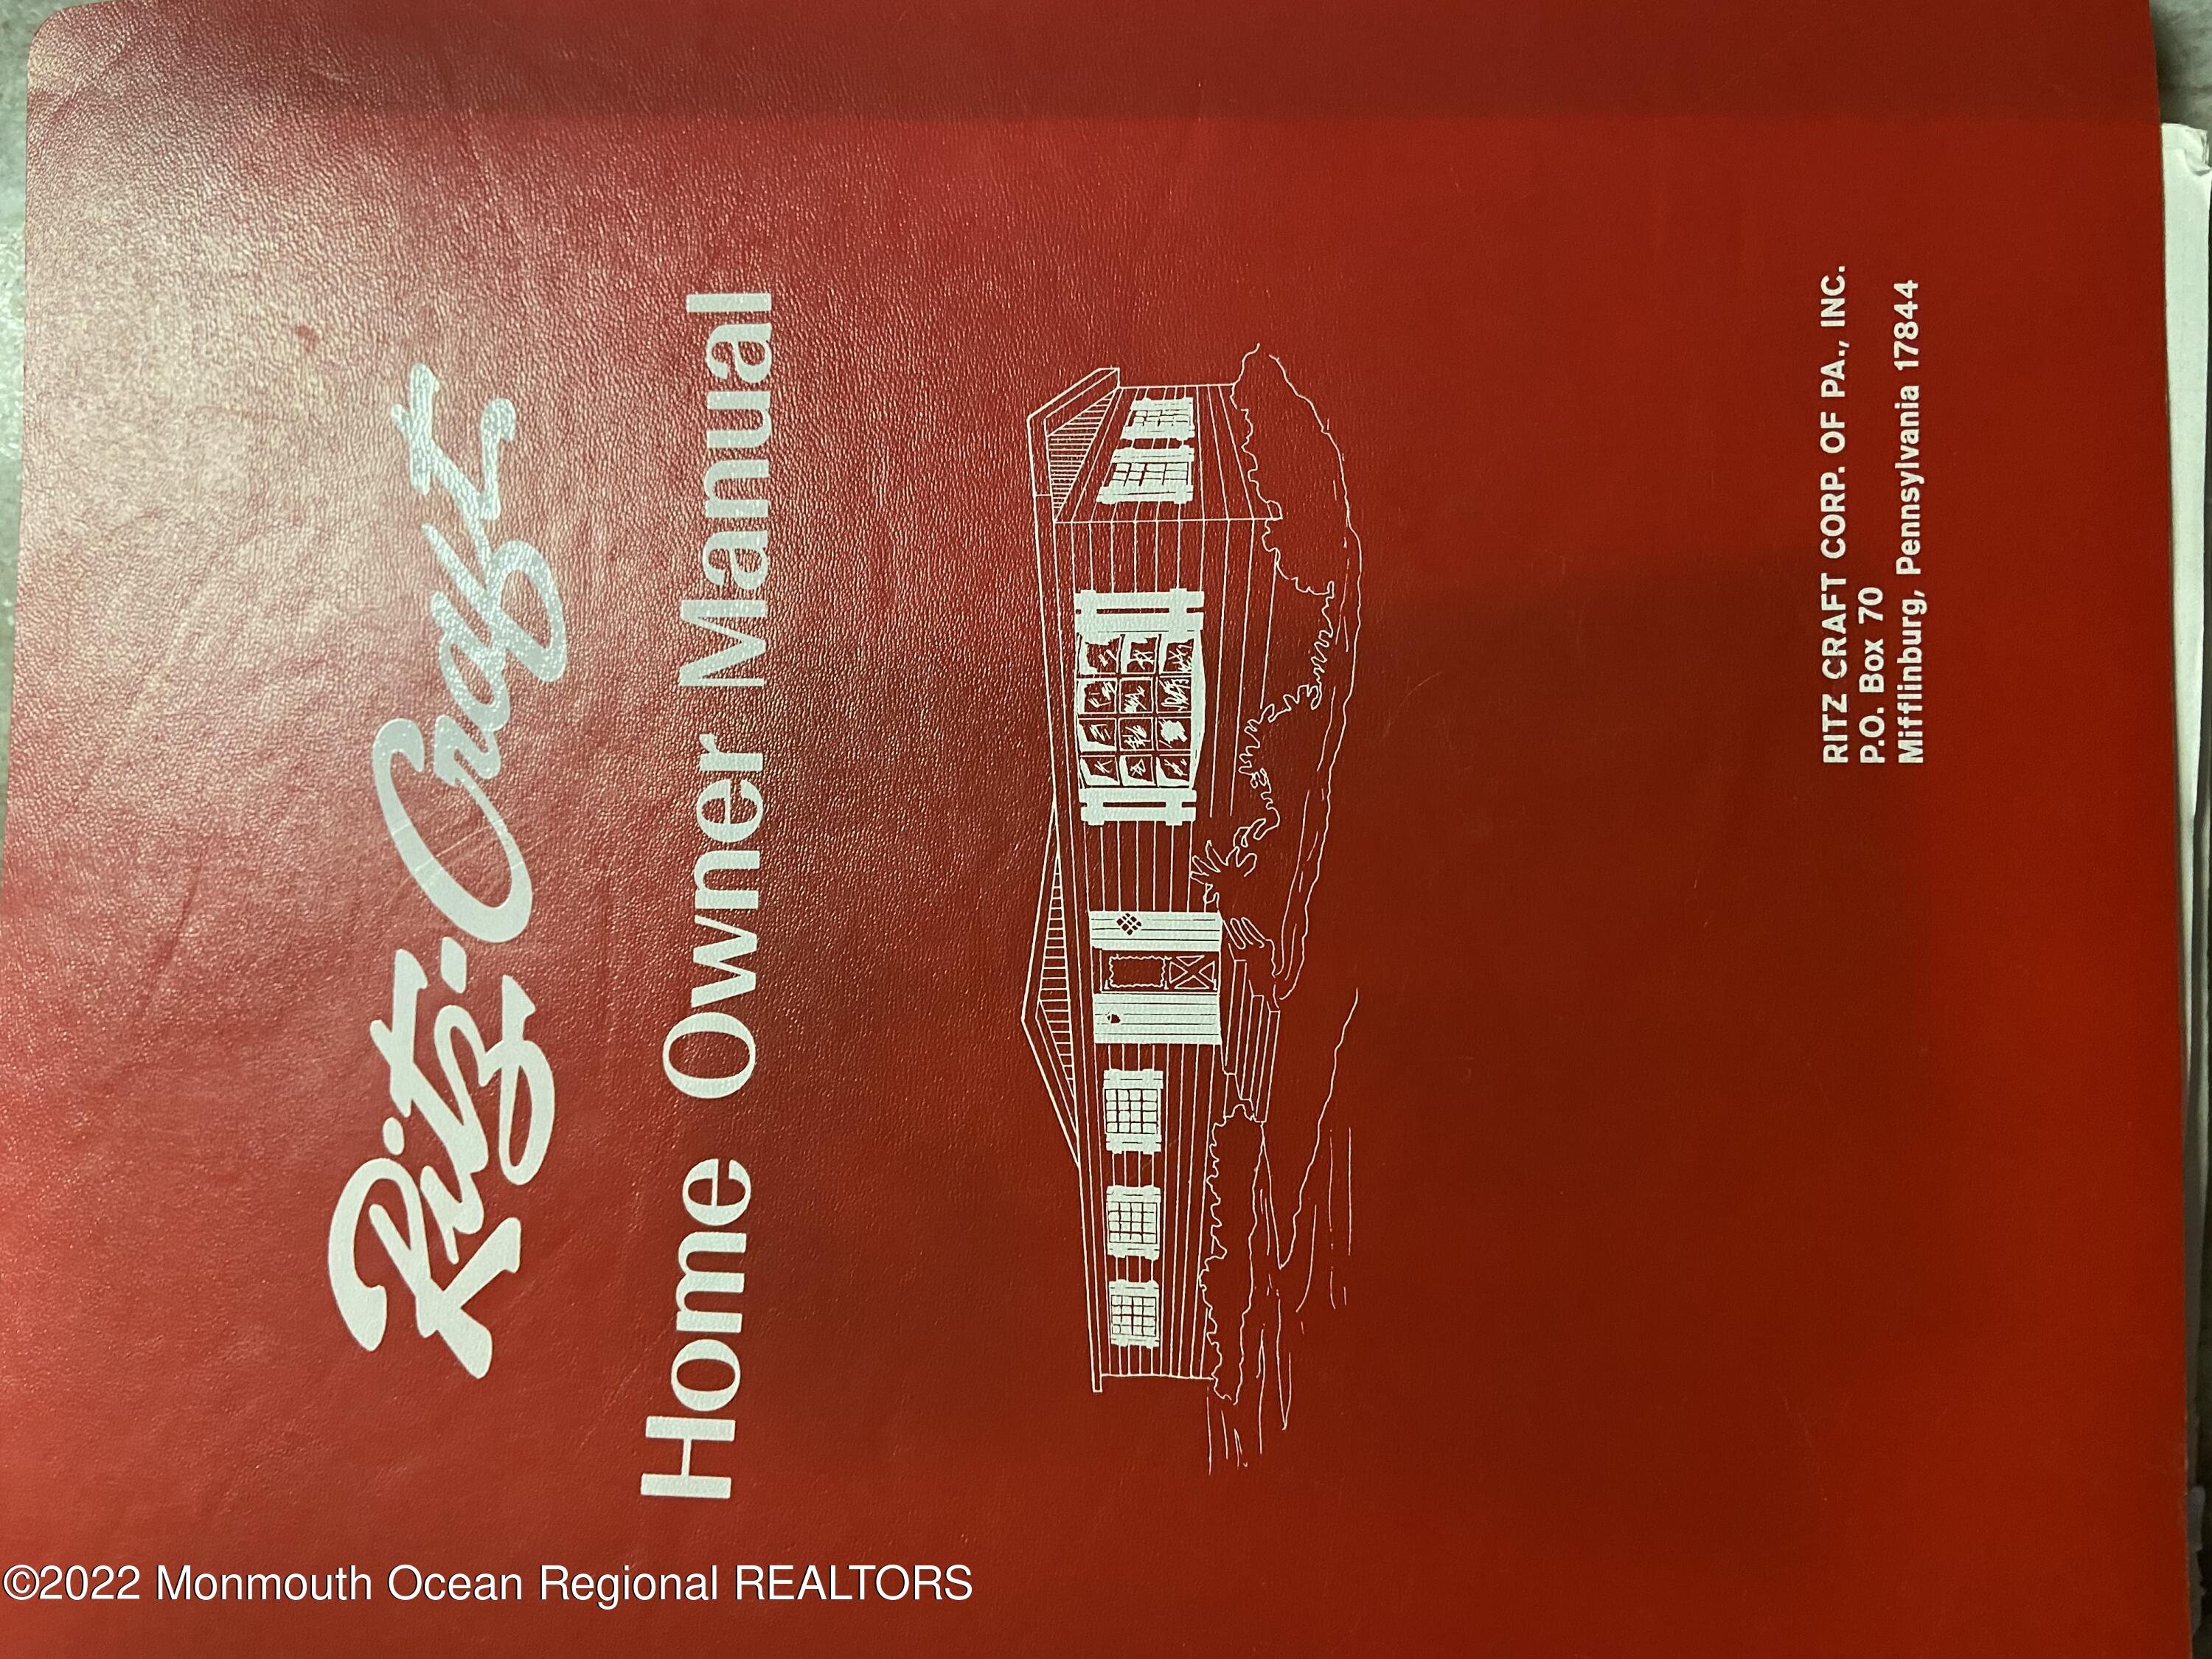 Ritz-Craft
Home Owner Manual
RITZ CRAFT CORP. OF PA., INC.
P.O. Box 70
Mifflinburg, Pennsylvania 17844
©2022 Monmouth Ocean Regional REALTORS